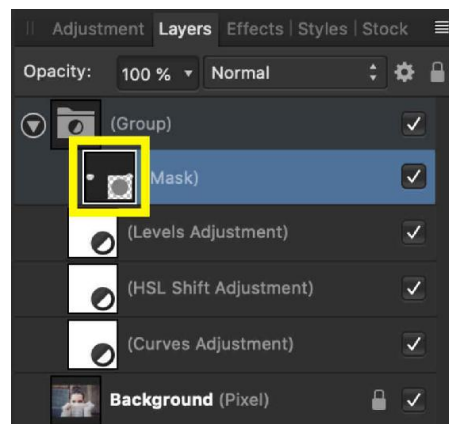 Adjustment Layers Effects | Styles | Stock
Opacity: 100 % Normal
(Group)
Mask)
(Levels Adjustment)
(HSL Shift Adjustment)
(Curves Adjustment)
Background (Pixel)